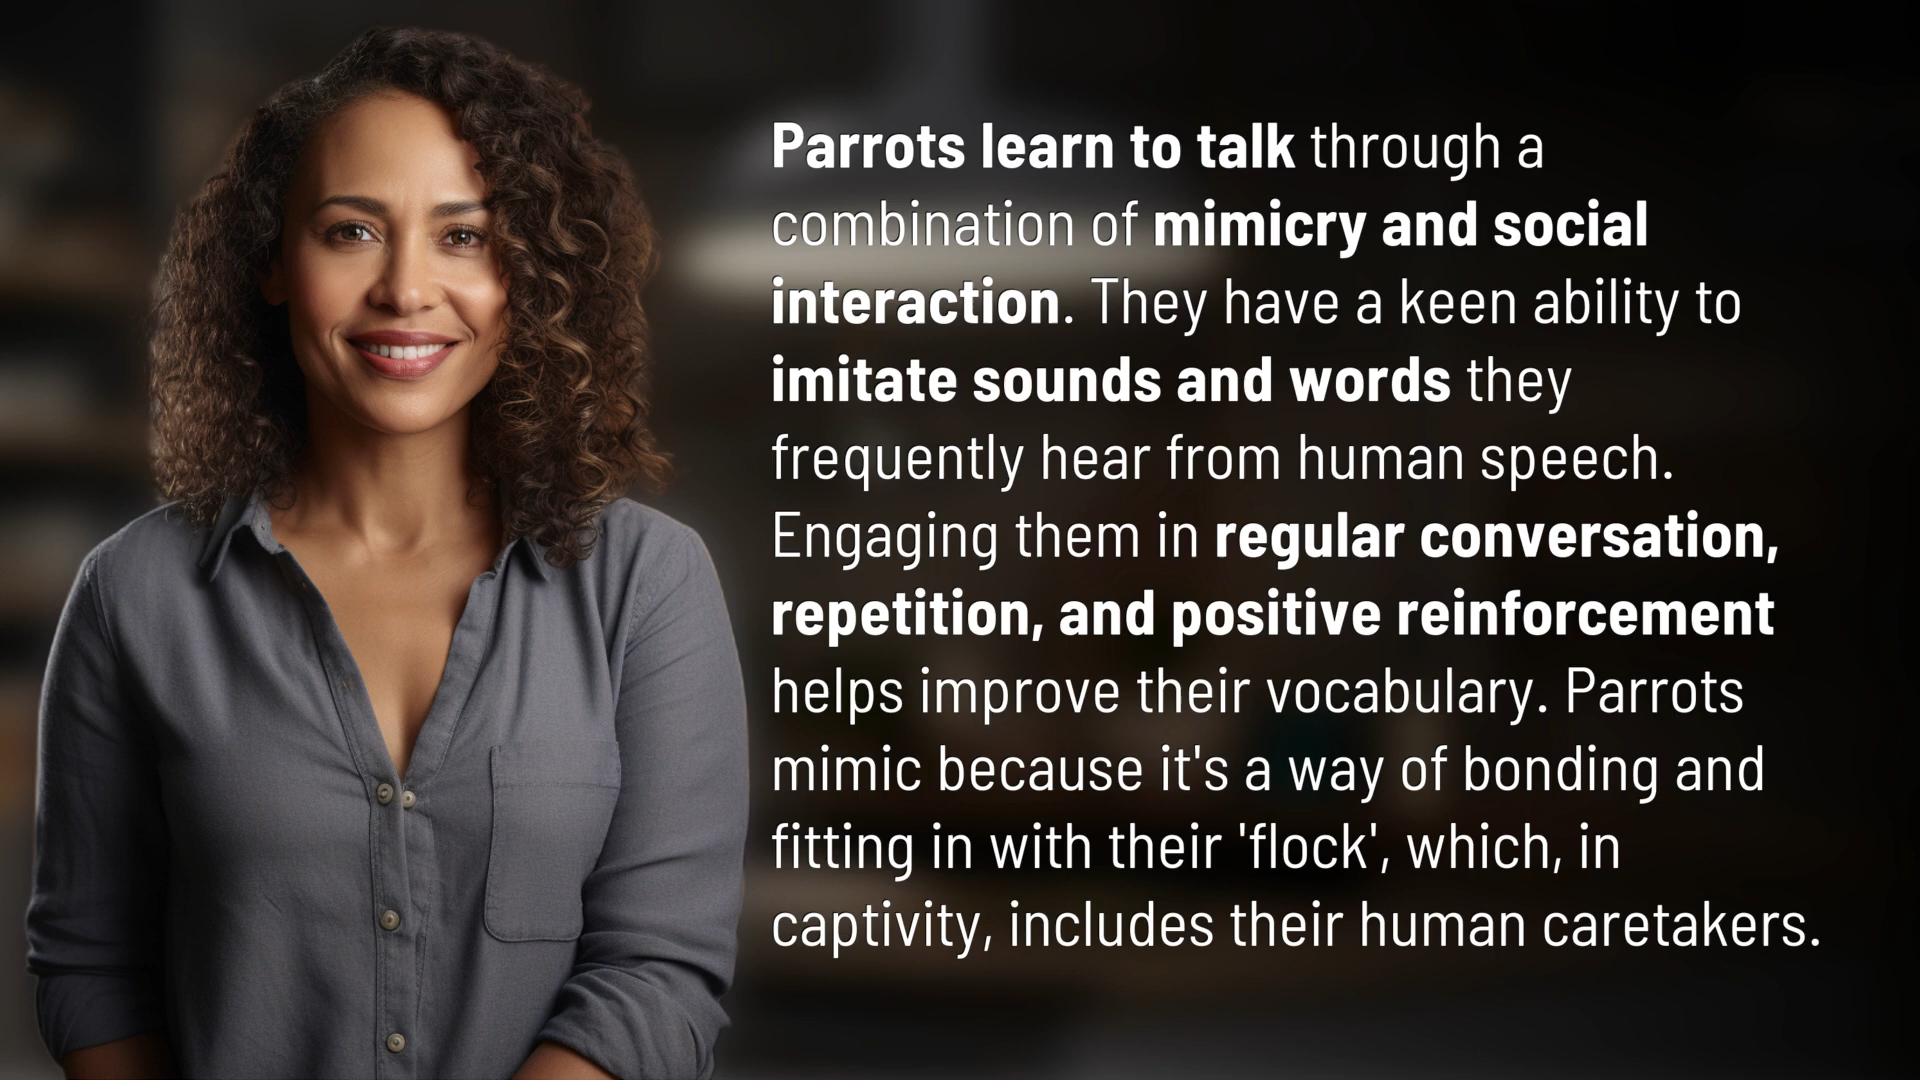 Parrots learn to talk through a
combination of mimicry and social
interaction. They have a keen ability to
imitate sounds and words they
frequently hear from human speech.
Engaging them in regular conversation,
repetition, and positive reinforcement
helps improve their vocabulary. Parrots
mimic because it's a way of bonding and
fitting in with their 'flock', which, in
captivity, includes their human caretakers.